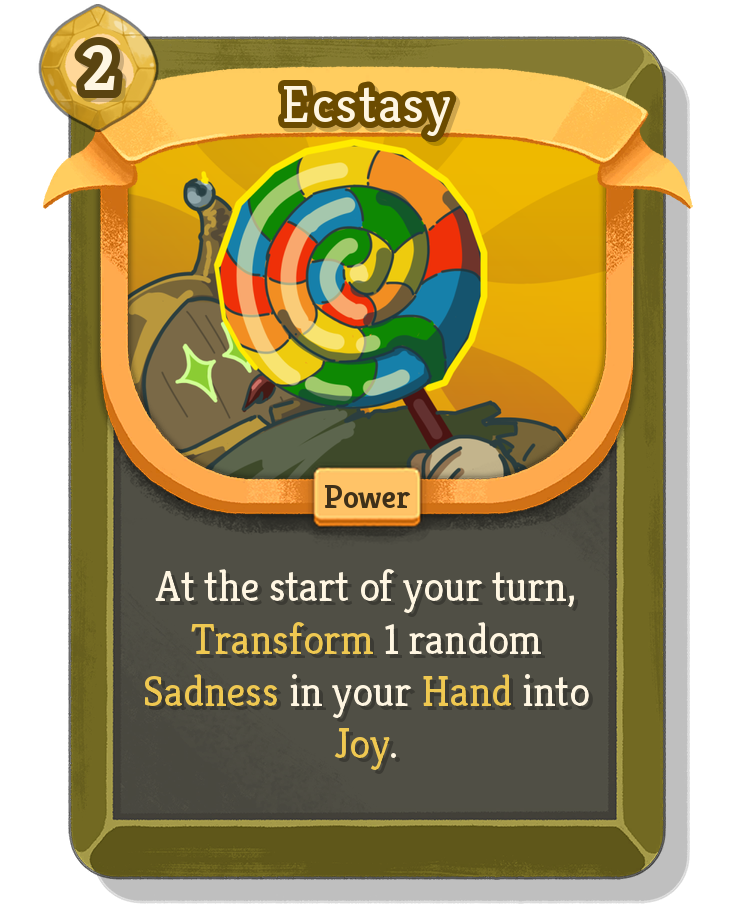 2
Ecstasy
Power
At the start of your turn,
Transform 1 random
Sadness in your Hand into
Joy.